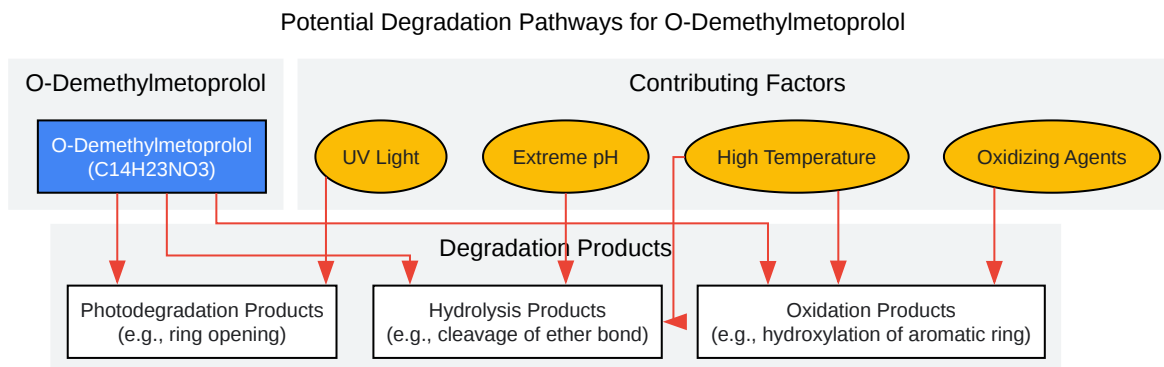 Potential Degradation Pathways for O-Demethylmetoprolol
O-Demethylmetoprolol
Contributing Factors
O-Demethylmetoprolol
(C14H23NO3)
UV Light
Extreme pH
High Temperature
Oxidizing Agents
Degradation Products
Photodegradation Products
(e.g., ring opening)
Hydrolysis Products
(e.g., cleavage of ether bond)
Oxidation Products
(e.g., hydroxylation of aromatic ring)